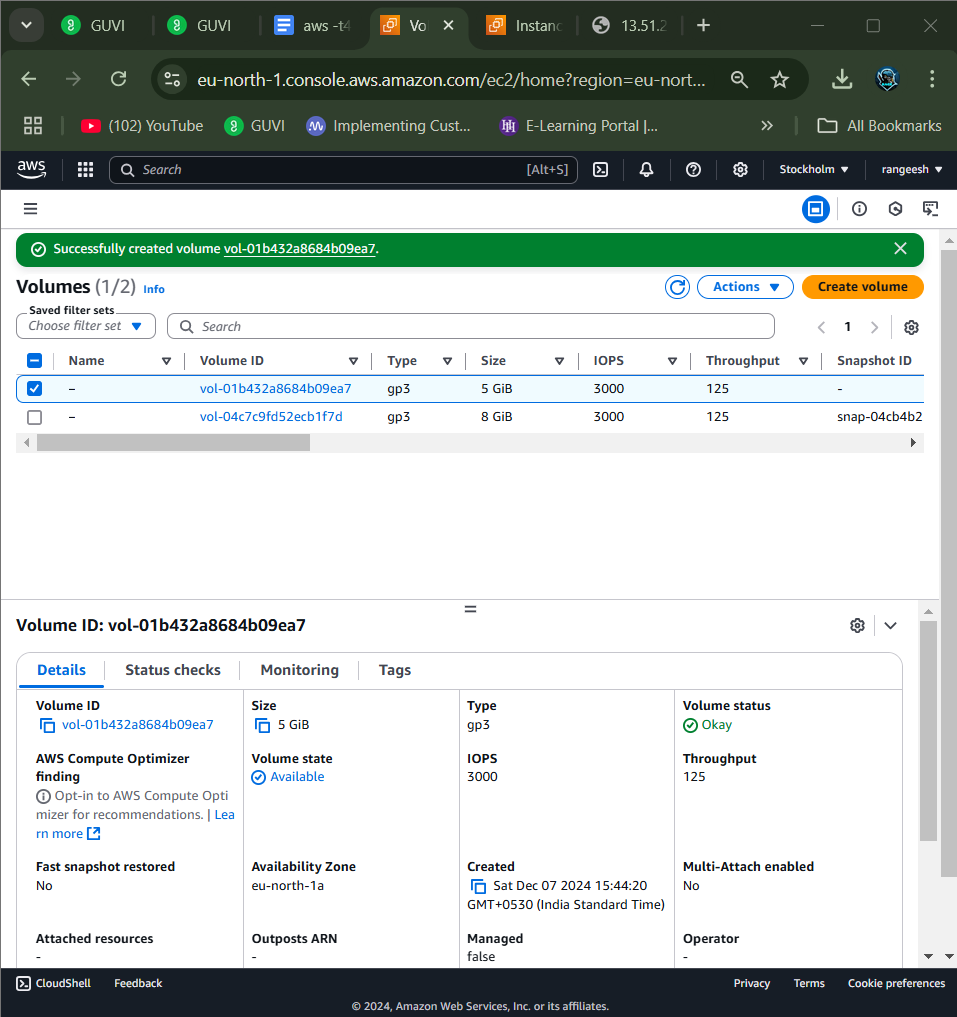 GUVI
GUVI
aws -t4
Vo
Instanc
13.51.2
eu-north-1.console.aws.amazon.com/ec2/home?region=eu-nort...
(102) YouTube
GUVI
Implementing Cust...
E-Learning Portal |...
All Bookmarks
aws
Search
[Alt+S]
Stockholm
rangeesh
Successfully created volume vol-01b432a8684b09ea7.
Volumes (1/2) Info
Actions
Create volume
Saved filter sets
Choose filter set
Search
1
Name Volume ID Type Size IOPS Throughput Snapshot ID
– vol-01b432a8684b09ea7 gp3 5 GiB 3000 125 -
– vol-04c7c9fd52ecb1f7d gp3 8 GiB 3000 125 snap-04cb4b2
Volume ID: vol-01b432a8684b09ea7
Details Status checks Monitoring Tags
Volume ID
vol-01b432a8684b09ea7
Size
5 GiB
Type
gp3
Volume status
Okay
AWS Compute Optimizer
finding
Opt-in to AWS Compute Opti
mizer for recommendations. | Lea
rn more
Volume state
Available
IOPS
3000
Throughput
125
Fast snapshot restored
No
Availability Zone
eu-north-1a
Created
Sat Dec 07 2024 15:44:20
GMT+0530 (India Standard Time)
Multi-Attach enabled
No
Attached resources
-
Outposts ARN
-
Managed
false
Operator
-
CloudShell Feedback Privacy Terms Cookie preferences
© 2024, Amazon Web Services, Inc. or its affiliates.